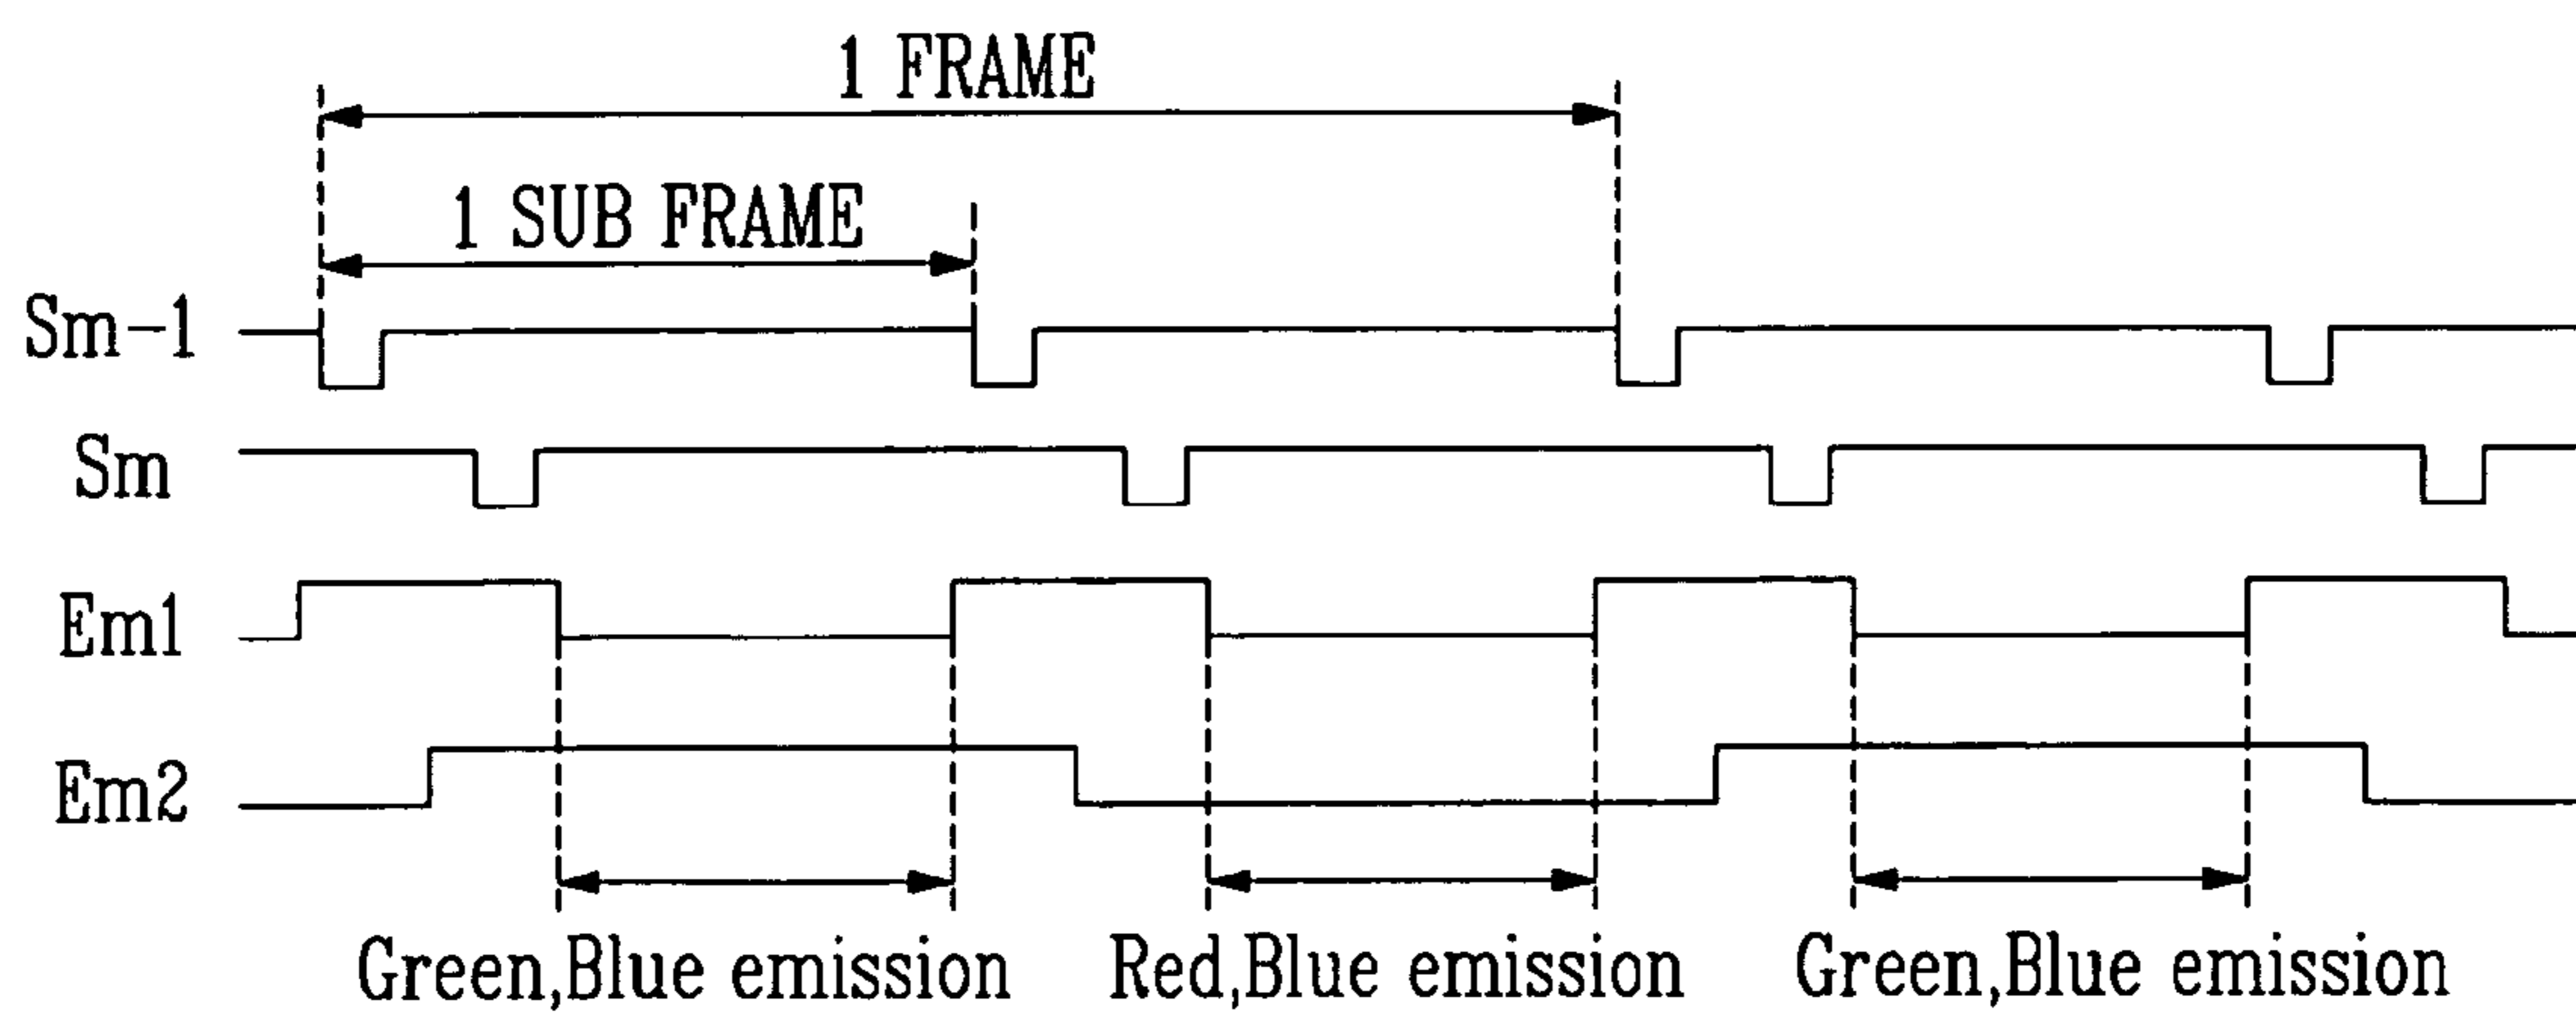 1 FRAME
1 SUB FRAME
Sm-1
Sm
Em1
Em2
Green,Blue emission
Red,Blue emission
Green,Blue emission